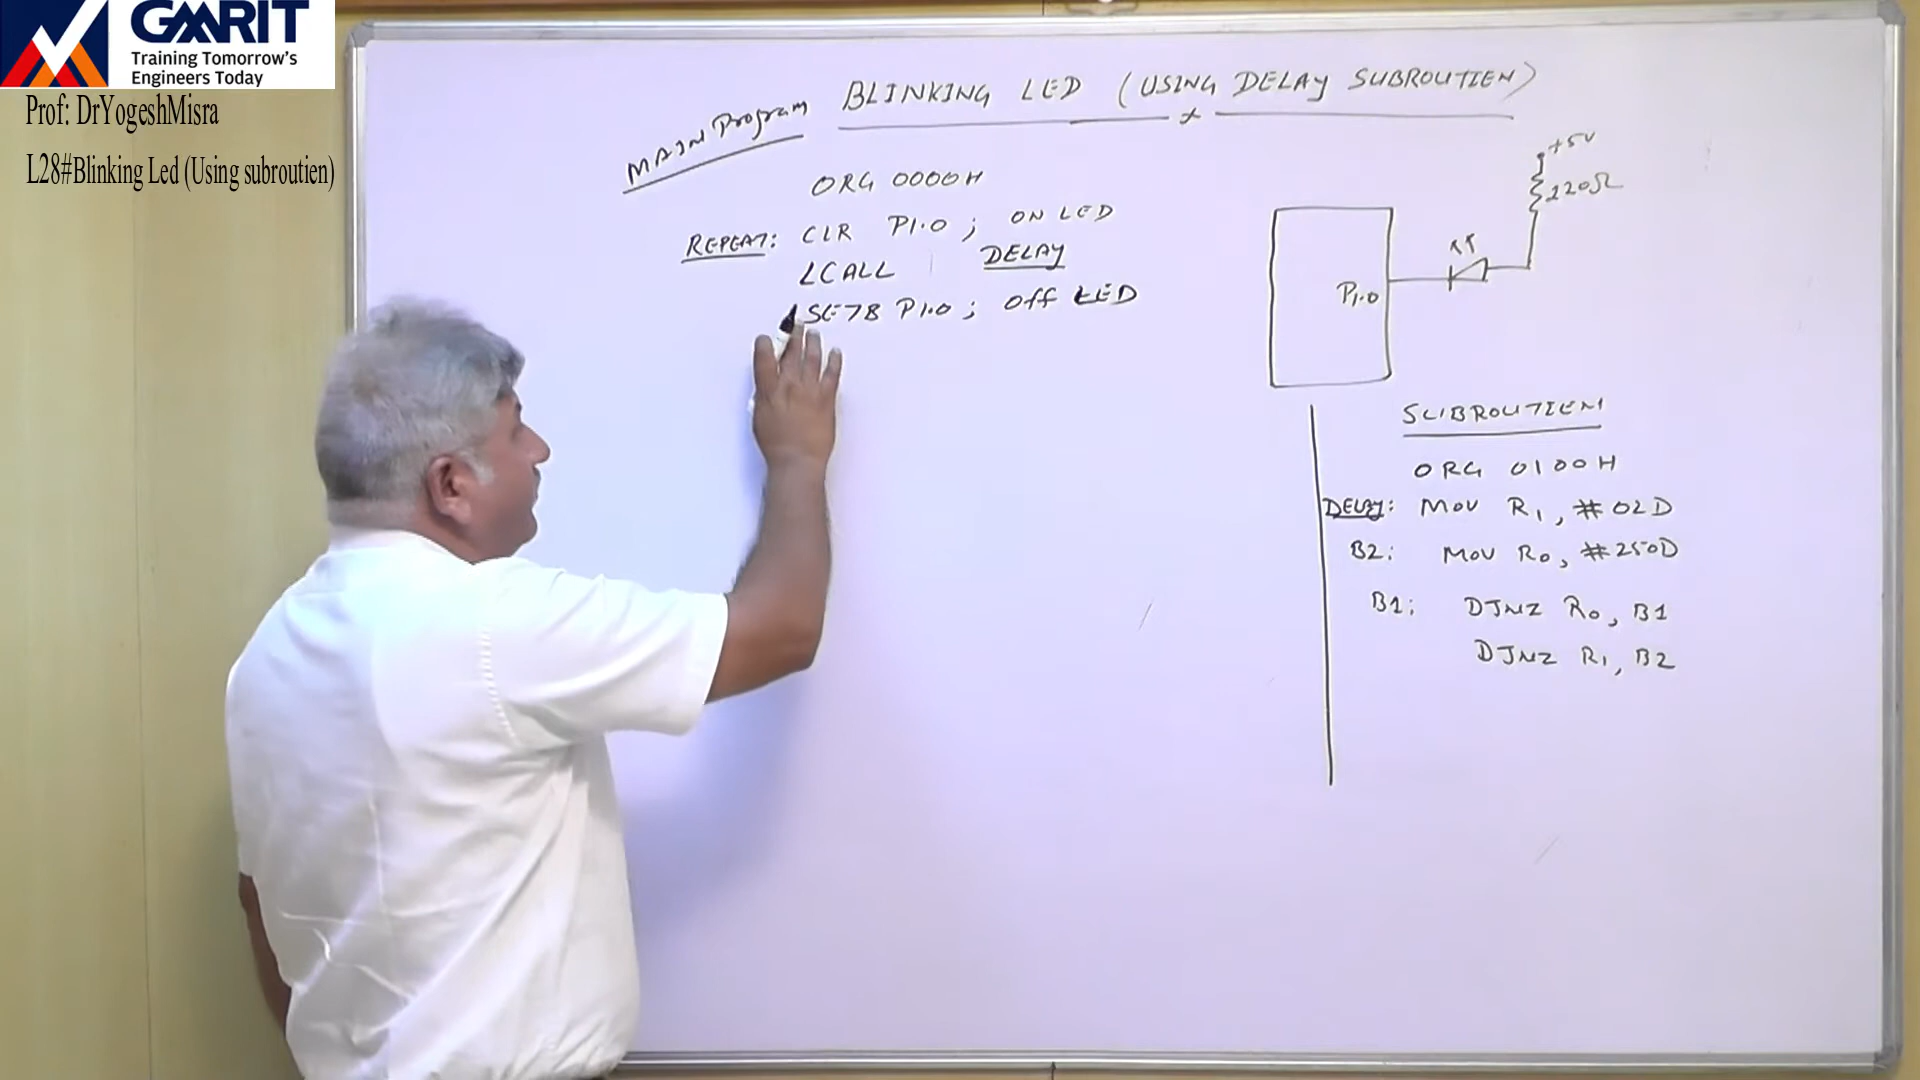 GMRIT
Training Tomorrow's
Engineers Today
Prof: DrYogeshMisra
L28#Blinking Led (Using subroutien)
BLINKING LED (USING DELAY SUBROUTIEN)
MAIN Program
ORG 0000H
REPEAT: CLR P1.0 ; ON LED
LCALL DELAY
SETB P1.0 ; Off LED
+5V
220Ω
P1.0
SUBROUTIEN
ORG 0100H
DELAY: MOV R1, #02D
B2: MOV R0, #250D
B1: DJNZ R0, B1
DJNZ R1, B2